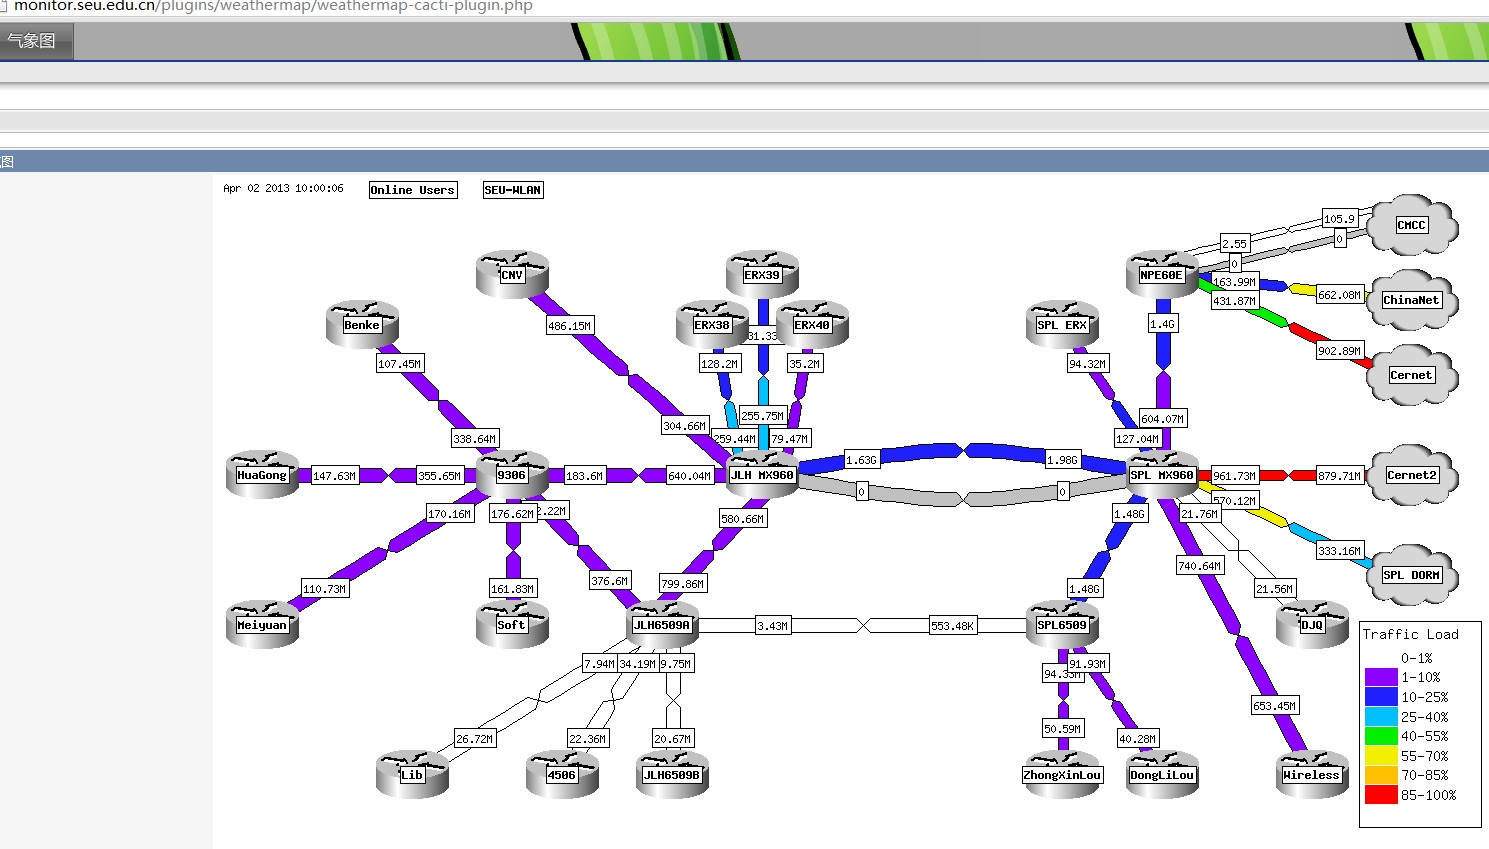 monitor.seu.edu.cn/plugins/weathermap/weathermap-cacti-plugin.php
气象图
图
Apr 02 2013 10:00:06 Online Users SEU-WLAN
105.9 CMCC
2.55 0
0
CNV ERX39 NPE60E
163.99M 662.08M ChinaNet
431.87M
Benke 486.15M ERX38 ERX40 SPL ERX 1.4G
31.33
902.89M
107.45M 128.2M 35.2M 94.32M Cernet
304.66M 255.75M 604.07M
338.64M 259.44M 79.47M 127.04M
1.63G 1.98G
HuaGong 147.63M 355.65M 9306 183.6M 640.04M JLH MX960 SPL MX960 961.73M 879.71M Cernet2
0 0
570.12M
170.16M 176.62M 2.22M 580.66M 1.48G 21.76M
333.16M
740.64M SPL DORM
110.73M 161.83M 376.6M 799.86M 1.48G 21.56M
Meiyuan Soft JLH6509A 3.43M 553.48K SPL6509 DJQ
Traffic Load
0-1%
1-10%
10-25%
25-40%
40-55%
55-70%
70-85%
85-100%
7.94M 34.19M 9.75M 94.33M 91.93M
653.45M
26.72M 22.36M 20.67M 50.59M 40.28M
Lib 4506 JLH6509B ZhongXinLou DongLiLou Wireless